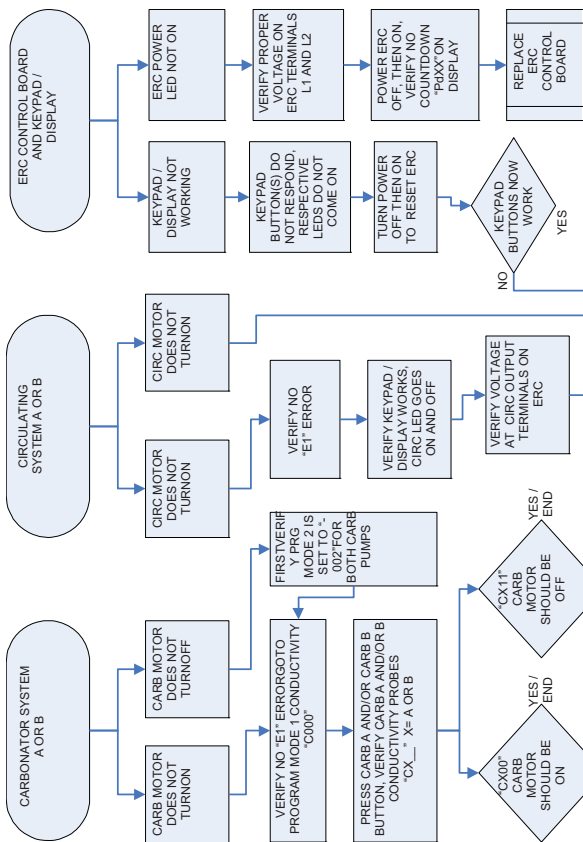 CARBONATOR SYSTEM
A OR B
CARB MOTOR
DOES NOT
TURNON
CARB MOTOR
DOES NOT
TURNOFF
FIRSTVERIF
Y PRG
MODE 2 IS
SET TO “-
002”FOR
BOTH CARB
PUMPS
VERIFY NO “E1” ERRORGOTO
PROGRAM MODE 1 CONDUCTIVITY
“C000”
PRESS CARB A AND/OR CARB B
BUTTON, VERIFY CARB A AND/OR B
CONDUCTIVITY PROBES
“CX__” X= A OR B
“CX00”
CARB
MOTOR
SHOULD BE
ON
YES /
END
“CX11”
CARB
MOTOR
SHOULD BE
OFF
YES /
END
CIRCULATING
SYSTEM A OR B
CIRC MOTOR
DOES NOT
TURNON
CIRC MOTOR
DOES NOT
TURNON
VERIFY NO
“E1” ERROR
VERIFY KEYPAD /
DISPLAY WORKS,
CIRC LED GOES
ON AND OFF
VERIFY VOLTAGE
AT CIRC OUTPUT
TERMINALS ON
ERC
ERC CONTROL BOARD
AND KEYPAD /
DISPLAY
KEYPAD /
DISPLAY NOT
WORKING
KEYPAD
BUTTON(S) DO
NOT RESPOND,
RESPECTIVE
LEDS DO NOT
COME ON
TURN POWER
OFF THEN ON
TO RESET ERC
KEYPAD
BUTTONS NOW
WORK
NO
YES
ERC POWER
LED NOT ON
VERIFY PROPER
VOLTAGE ON
ERC TERMINALS
L1 AND L2
POWER ERC
OFF, THEN ON,
VERIFY NO
COUNTDOWN
“PdXX”ON
DISPLAY
REPLACE
ERC
CONTROL
BOARD